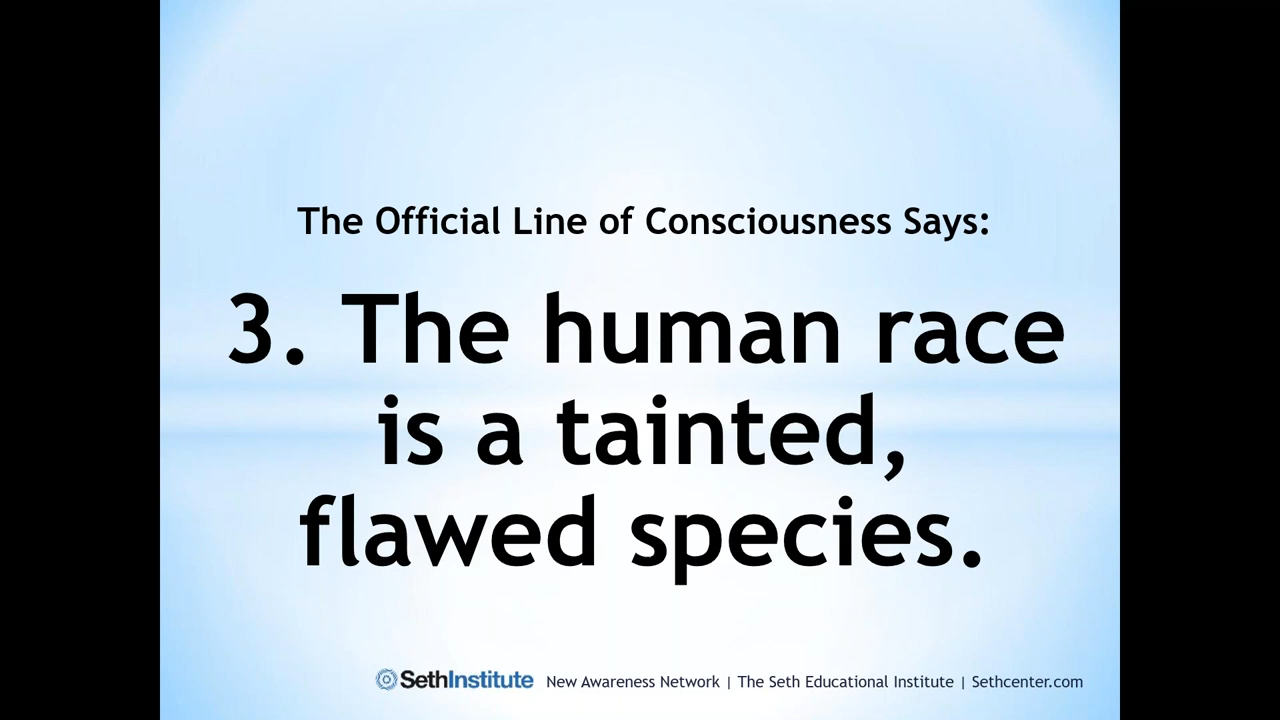 The Official Line of Consciousness Says:
3. The human race
is a tainted,
flawed species.
SethInstitute New Awareness Network | The Seth Educational Institute | Sethcenter.com